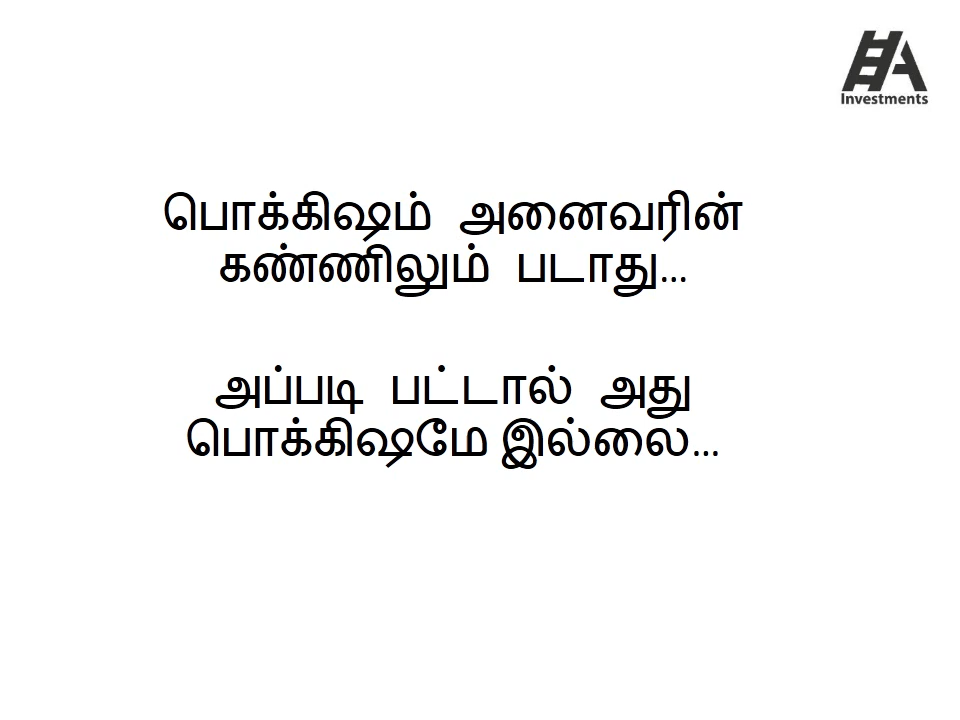 Investments
பொக்கிஷம் அனைவரின்
கண்ணிலும் படாது...
அப்படி பட்டால் அது
பொக்கிஷமே இல்லை...